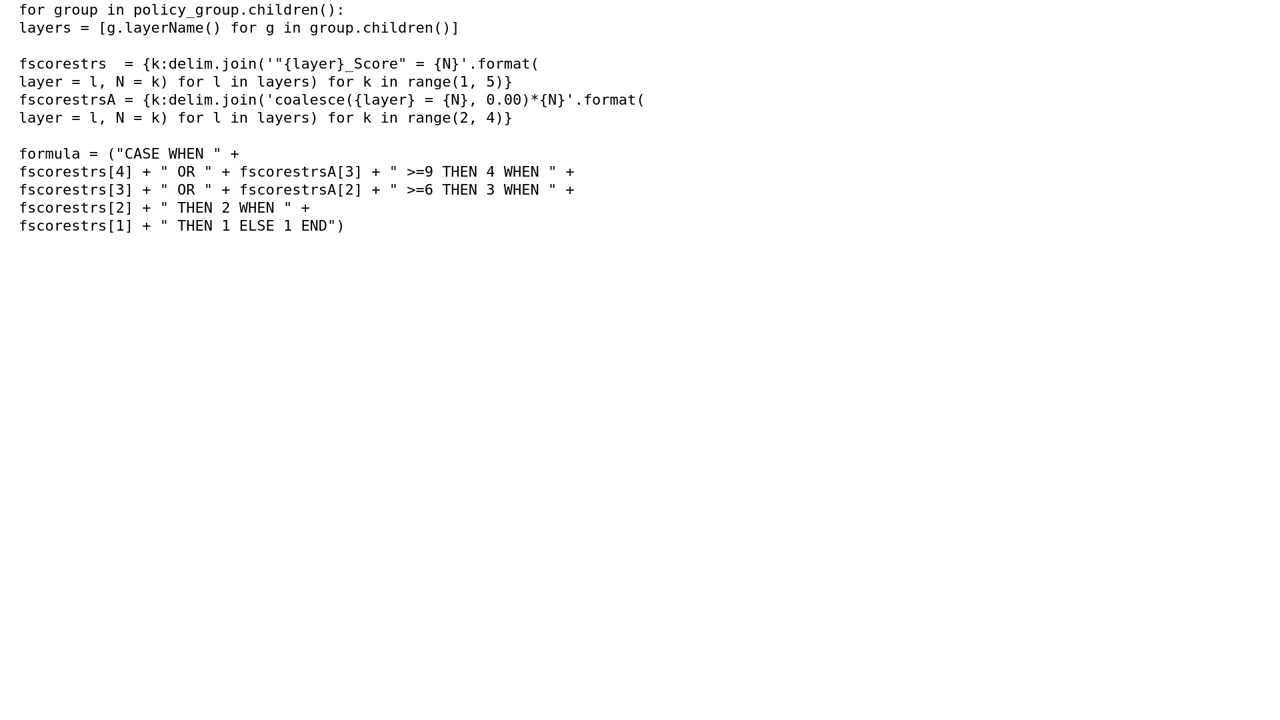 for group in policy_group.children():
layers = [g.layerName() for g in group.children()]

fscorestrs  = {k:delim.join('"{layer}_Score" = {N}'.format(
layer = l, N = k) for l in layers) for k in range(1, 5)}
fscorestrsA = {k:delim.join('coalesce({layer} = {N}, 0.00)*{N}'.format(
layer = l, N = k) for l in layers) for k in range(2, 4)}

formula = ("CASE WHEN " +
fscorestrs[4] + " OR " + fscorestrsA[3] + " >=9 THEN 4 WHEN " +
fscorestrs[3] + " OR " + fscorestrsA[2] + " >=6 THEN 3 WHEN " +
fscorestrs[2] + " THEN 2 WHEN " +
fscorestrs[1] + " THEN 1 ELSE 1 END")